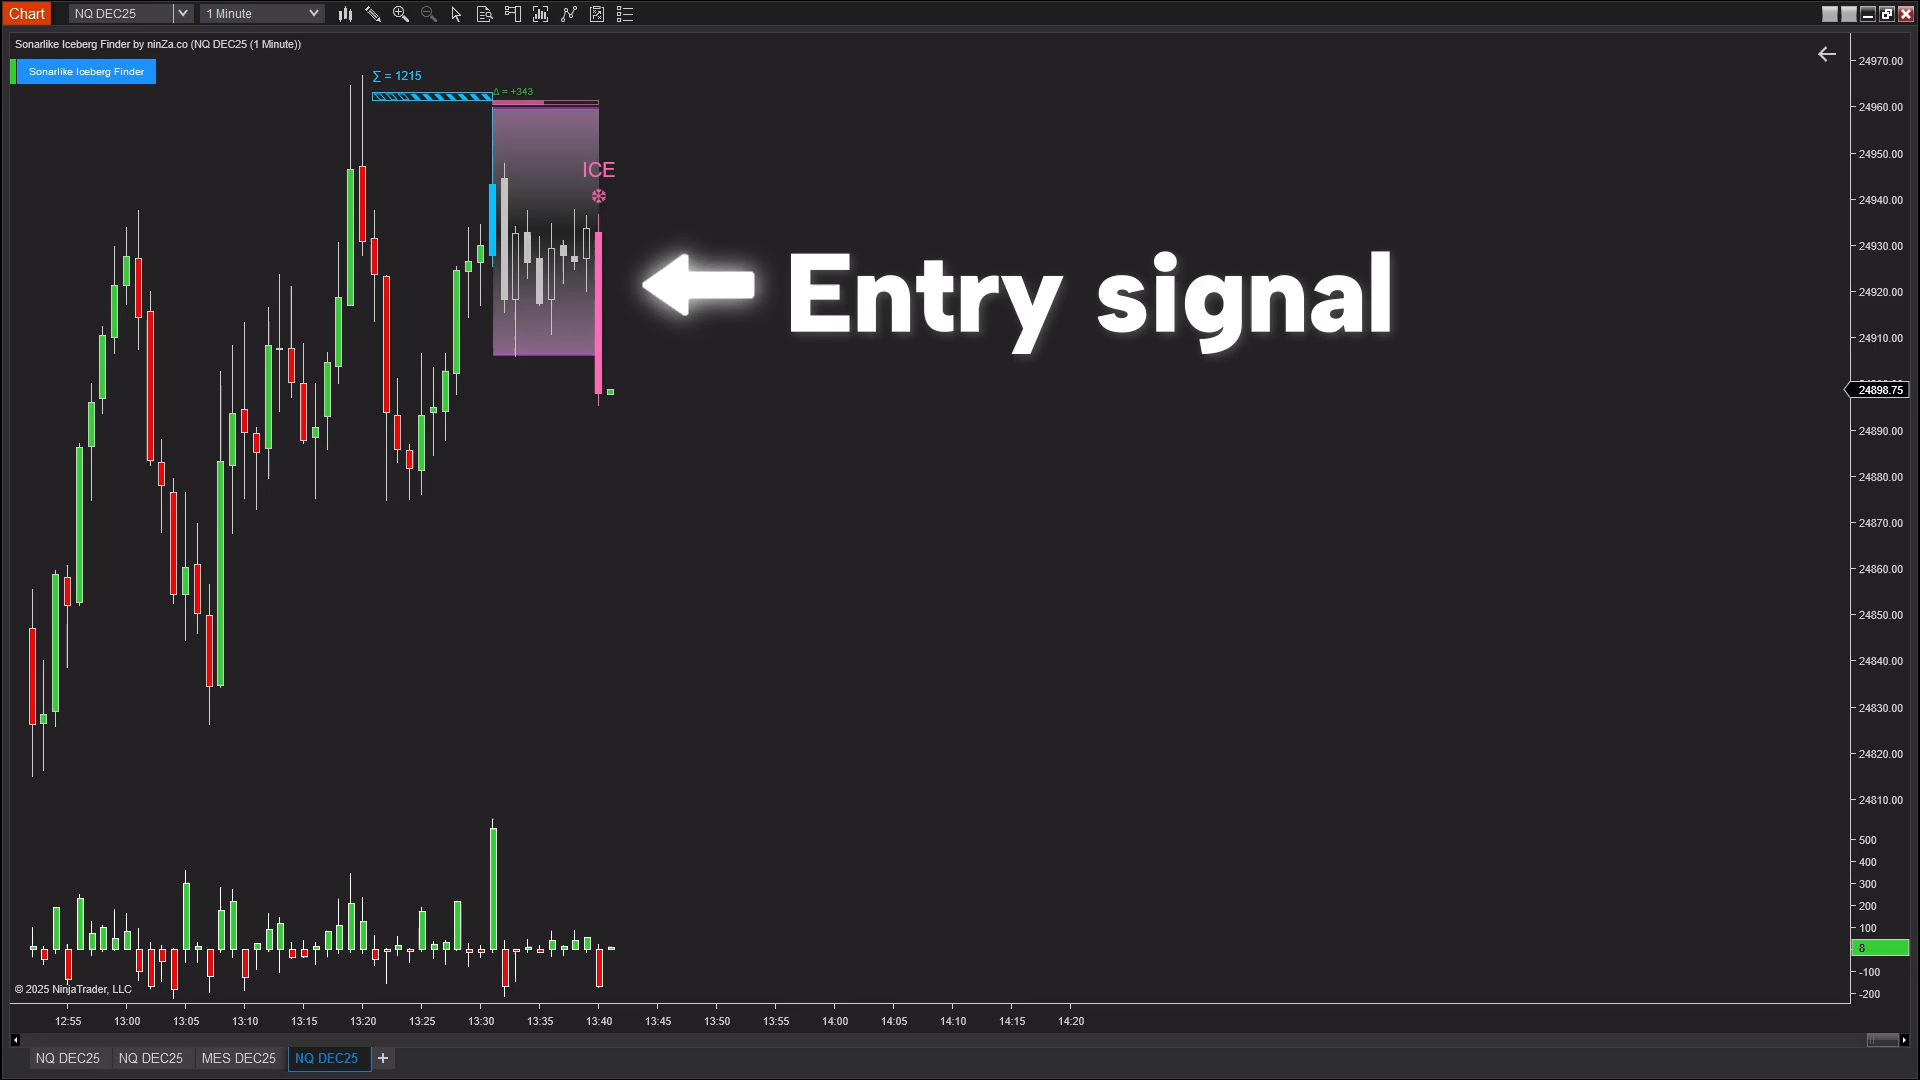 Chart
NQ DEC25
1 Minute
Sonarlike Iceberg Finder by ninZa.co (NQ DEC25 (1 Minute))
Sonarlike Iceberg Finder
∑ = 1215
Δ = +343
ICE
Entry signal
24970.00
24960.00
24950.00
24940.00
24930.00
24920.00
24910.00
24898.75
24890.00
24880.00
24870.00
24860.00
24850.00
24840.00
24830.00
24820.00
24810.00
500
400
300
200
100
8
-100
-200
© 2025 NinjaTrader, LLC
12:55 13:00 13:05 13:10 13:15 13:20 13:25 13:30 13:35 13:40 13:45 13:50 13:55 14:00 14:05 14:10 14:15 14:20
NQ DEC25 NQ DEC25 MES DEC25 NQ DEC25 +